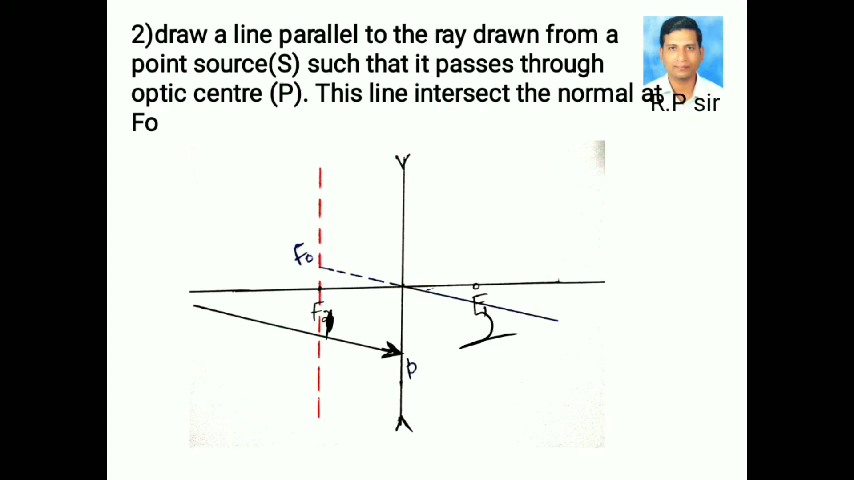 2)draw a line parallel to the ray drawn from a
point source(S) such that it passes through
optic centre (P). This line intersect the normal at
Fo
R.P sir
Fo
P